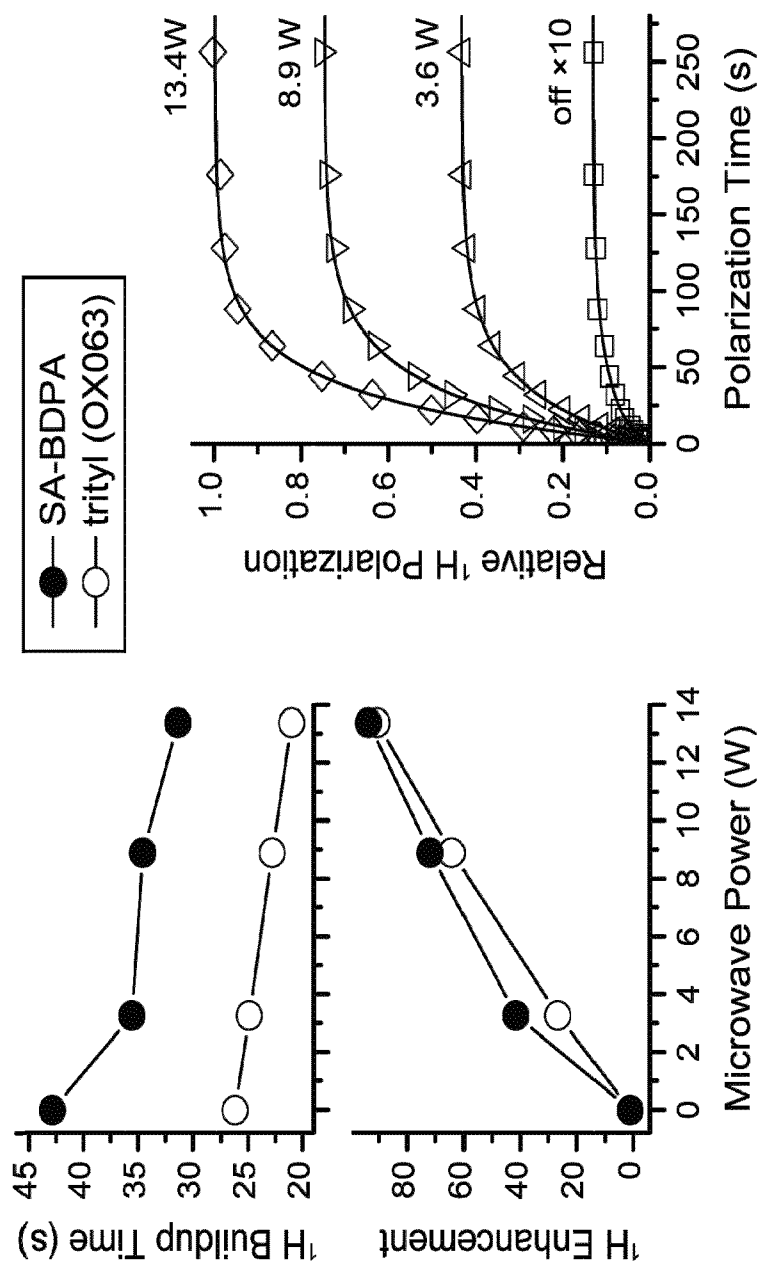 SA-BDPA
trityl (OX063)
¹H Buildup Time (s)
45
40
35
30
25
20
¹H Enhancement
80
60
40
20
0
0 2 4 6 8 10 12 14
Microwave Power (W)
Relative ¹H Polarization
1.0
0.8
0.6
0.4
0.2
0.0
13.4W
8.9 W
3.6 W
off ×10
0 50 100 150 200 250
Polarization Time (s)